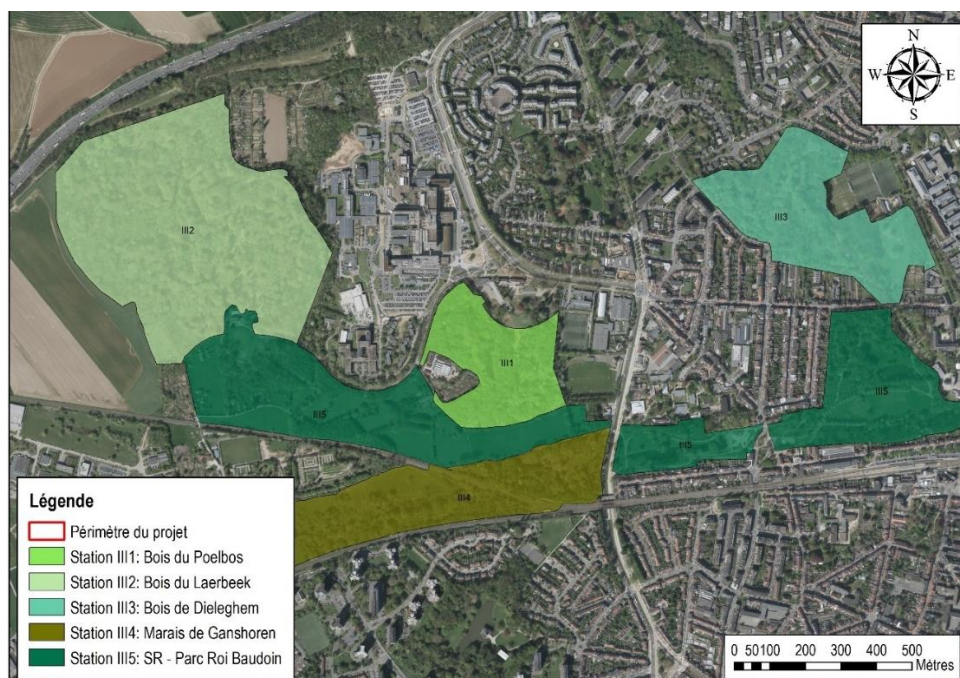 N
W E
S
III2
III3
III1
III5
III5
III5
III4
Légende
Périmètre du projet
Station III1: Bois du Poelbos
Station III2: Bois du Laerbeek
Station III3: Bois de Dieleghem
Station III4: Marais de Ganshoren
Station III5: SR - Parc Roi Baudoin
0 50100 200 300 400 500
Mètres